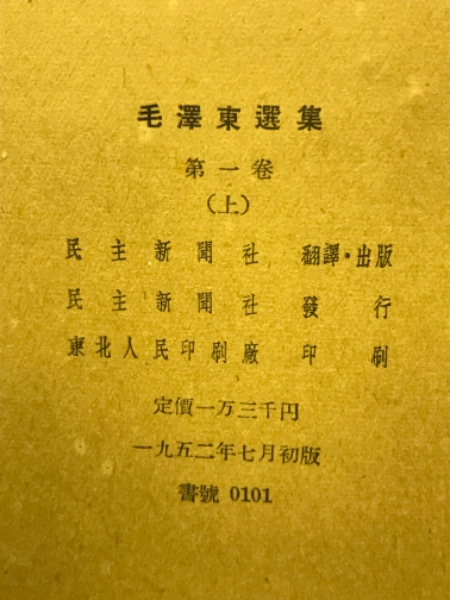 毛澤東選集
第一卷
(上)
民主新聞社 翻譯・出版
民主新聞社 發行
東北人民印刷廠 印刷
定價一万三千円
一九五二年七月初版
書號 0101